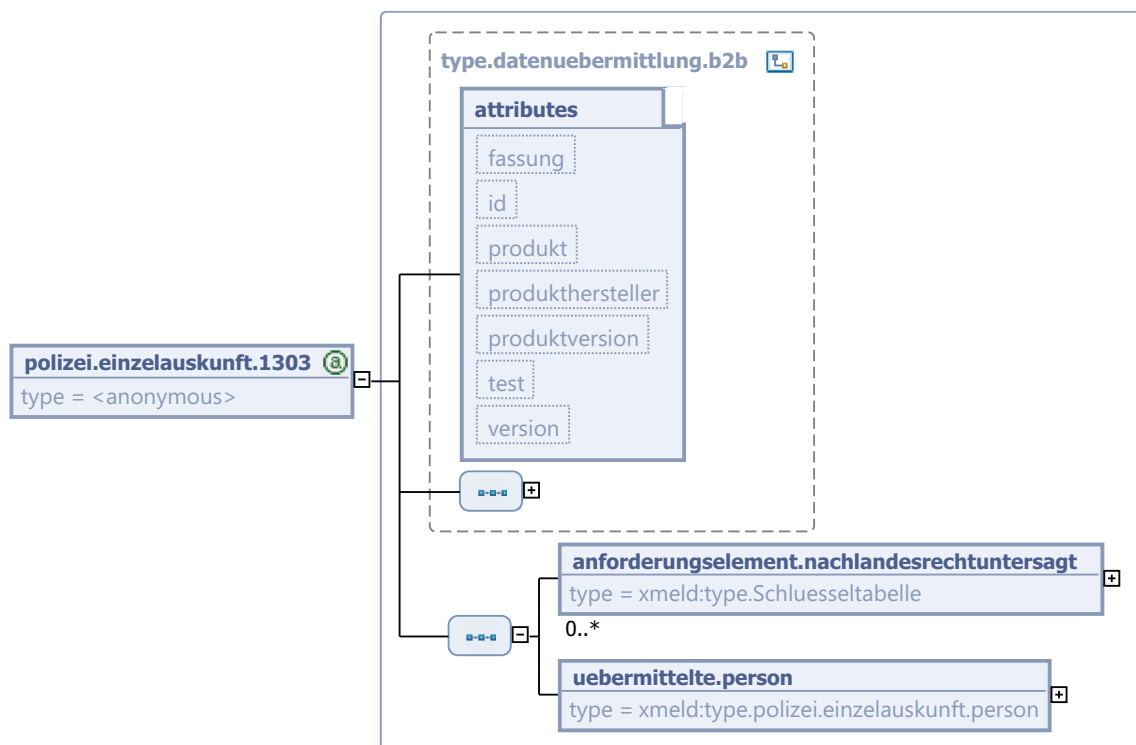 type.datenuebermittlung.b2b
attributes
fassung
id
produkt
produkthersteller
produktversion
test
version
polizei.einzelauskunft.1303 a
type = <anonymous>
anforderungselement.nachlandesrechtuntersagt
type = xmeld:type.Schluesseltabelle
0..*
uebermittelte.person
type = xmeld:type.polizei.einzelauskunft.person